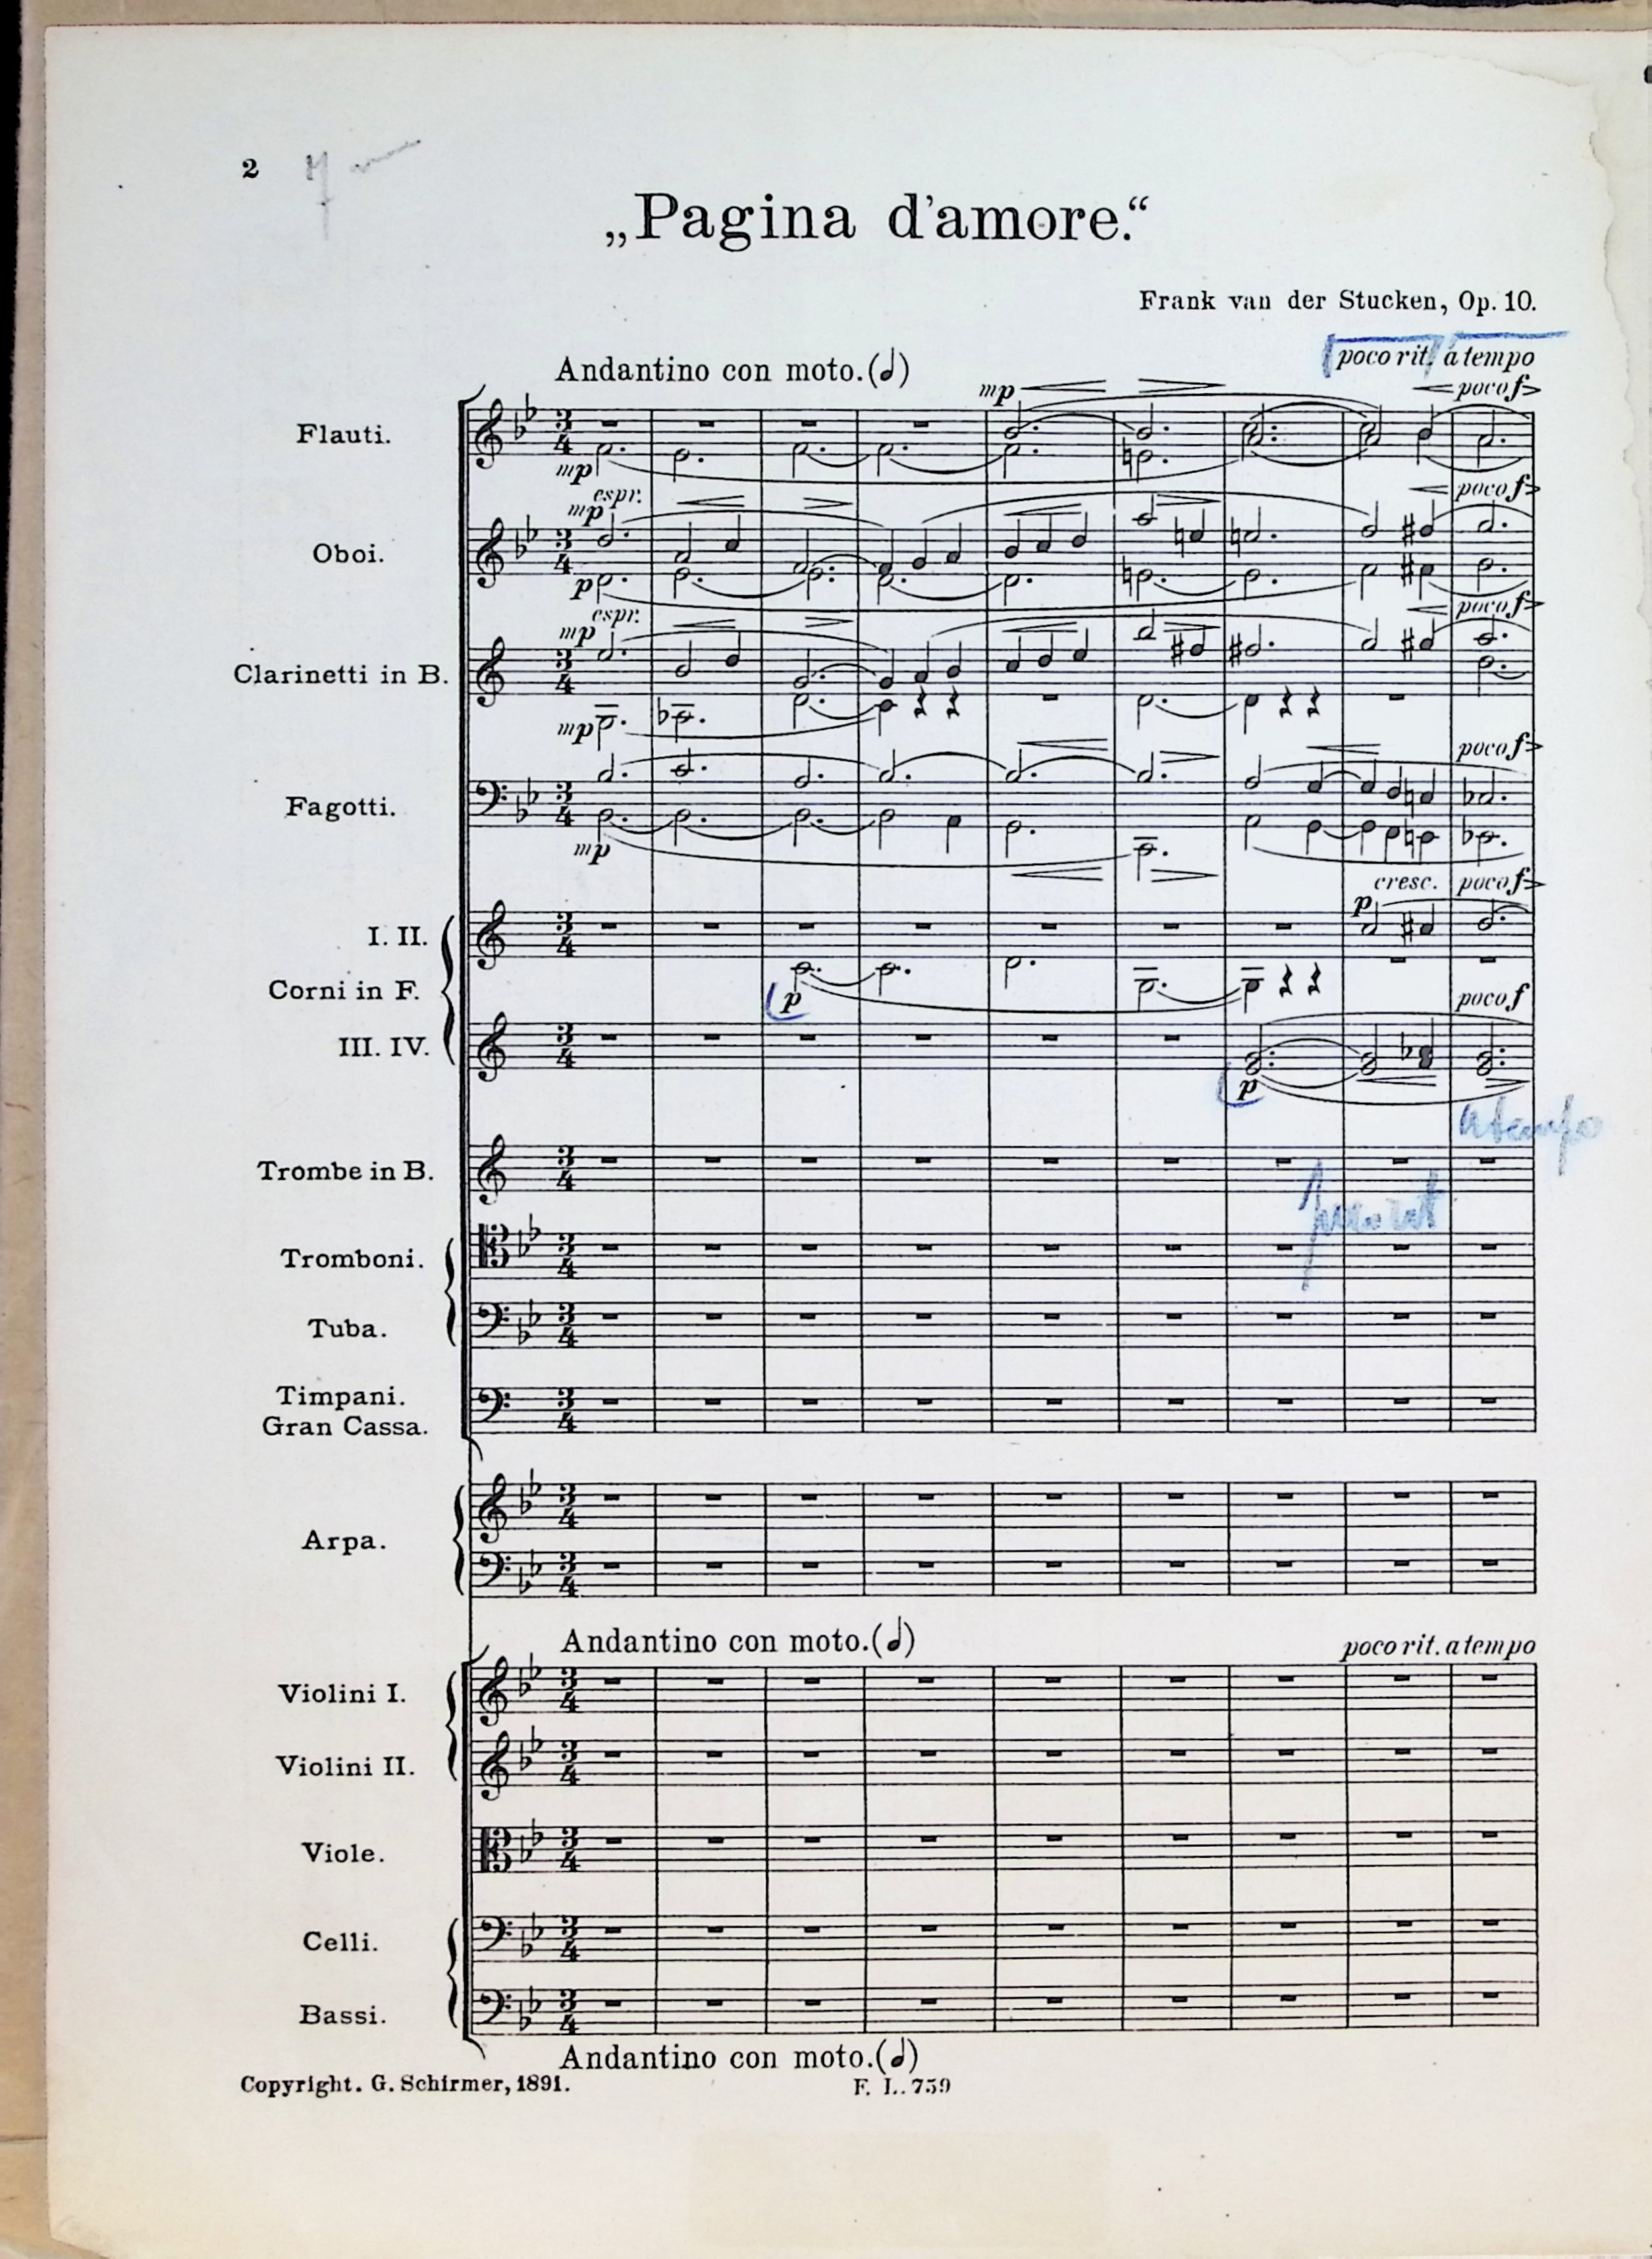 2
„Pagina d'amore.“
Frank van der Stucken, Op. 10.
poco rit. a tempo
Andantino con moto.
mp
poco f
Flauti.
mp
espr.
poco f
mp
Oboi.
p
espr.
poco f
mp
Clarinetti in B.
mp
poco f
Fagotti.
mp
cresc. poco f
p
I. II.
Corni in F.
p
poco f
III. IV.
p
a tempo
Trombe in B.
poco rit
Tromboni.
Tuba.
Timpani.
Gran Cassa.
Arpa.
Andantino con moto.
poco rit. a tempo
Violini I.
Violini II.
Viole.
Celli.
Bassi.
Andantino con moto.
Copyright. G. Schirmer, 1891.
F. L. 759